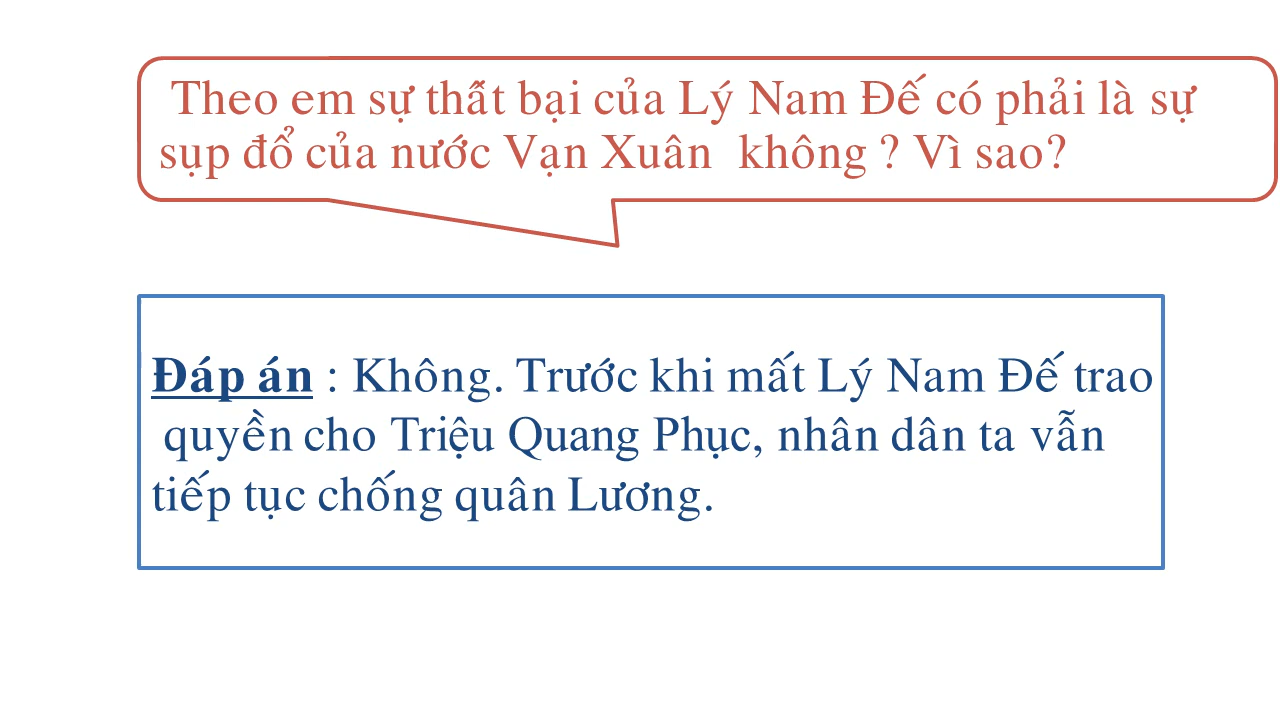 Theo em sự thất bại của Lý Nam Đế có phải là sự
sụp đổ của nước Vạn Xuân không ? Vì sao?
Đáp án : Không. Trước khi mất Lý Nam Đế trao
quyền cho Triệu Quang Phục, nhân dân ta vẫn
tiếp tục chống quân Lương.